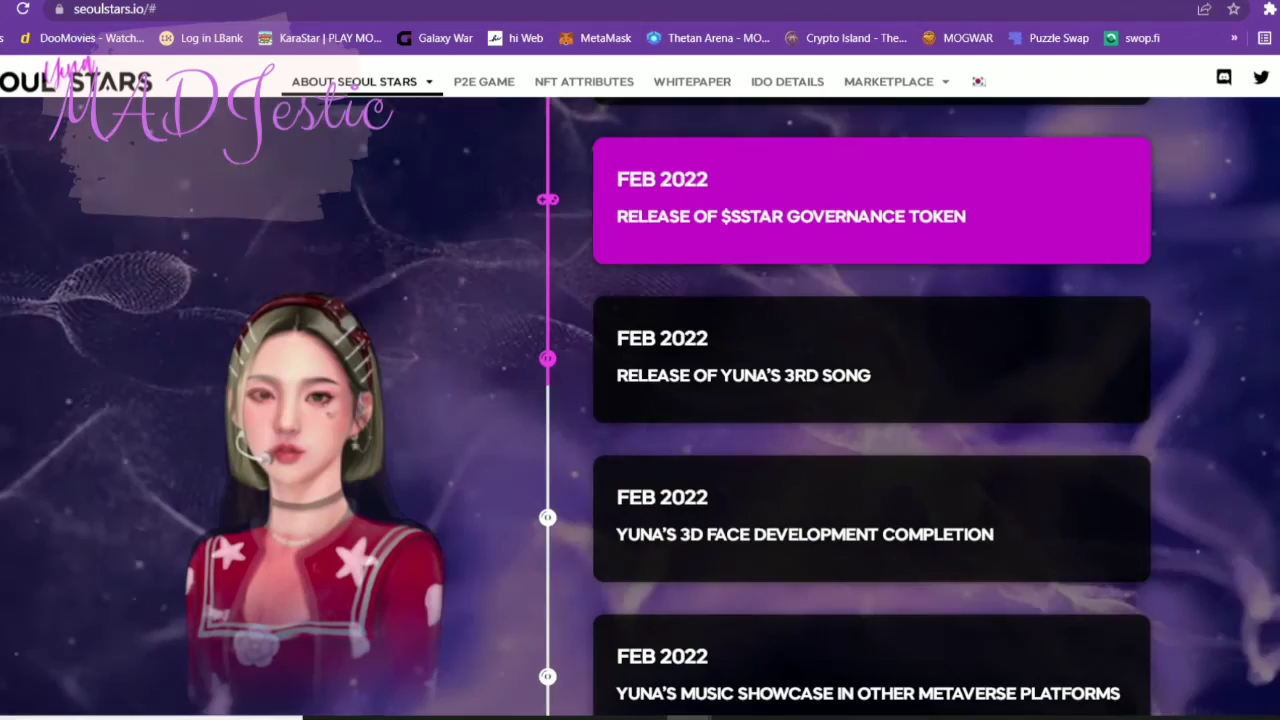 seoulstars.io/#
s DooMovies - Watch... Log in LBank KaraStar | PLAY MO... Galaxy War hi Web MetaMask Thetan Arena - MO... Crypto Island - The... MOGWAR Puzzle Swap swop.fi »
OUL STARS ABOUT SEOUL STARS P2E GAME NFT ATTRIBUTES WHITEPAPER IDO DETAILS MARKETPLACE
Yuna
MADJestic
FEB 2022
RELEASE OF $SSTAR GOVERNANCE TOKEN
FEB 2022
RELEASE OF YUNA'S 3RD SONG
FEB 2022
YUNA'S 3D FACE DEVELOPMENT COMPLETION
FEB 2022
YUNA'S MUSIC SHOWCASE IN OTHER METAVERSE PLATFORMS